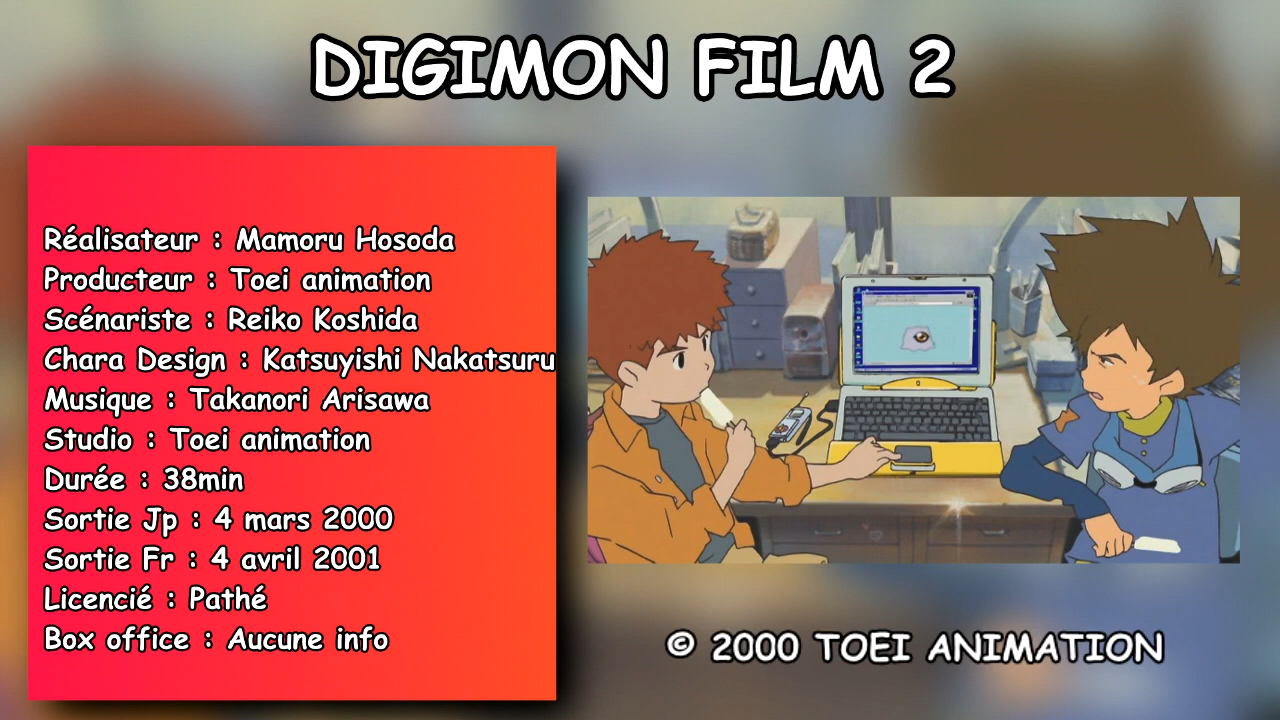 DIGIMON FILM 2
Réalisateur : Mamoru Hosoda
Producteur : Toei animation
Scénariste : Reiko Koshida
Chara Design : Katsuyishi Nakatsuru
Musique : Takanori Arisawa
Studio : Toei animation
Durée : 38min
Sortie Jp : 4 mars 2000
Sortie Fr : 4 avril 2001
Licencié : Pathé
Box office : Aucune info
© 2000 TOEI ANIMATION